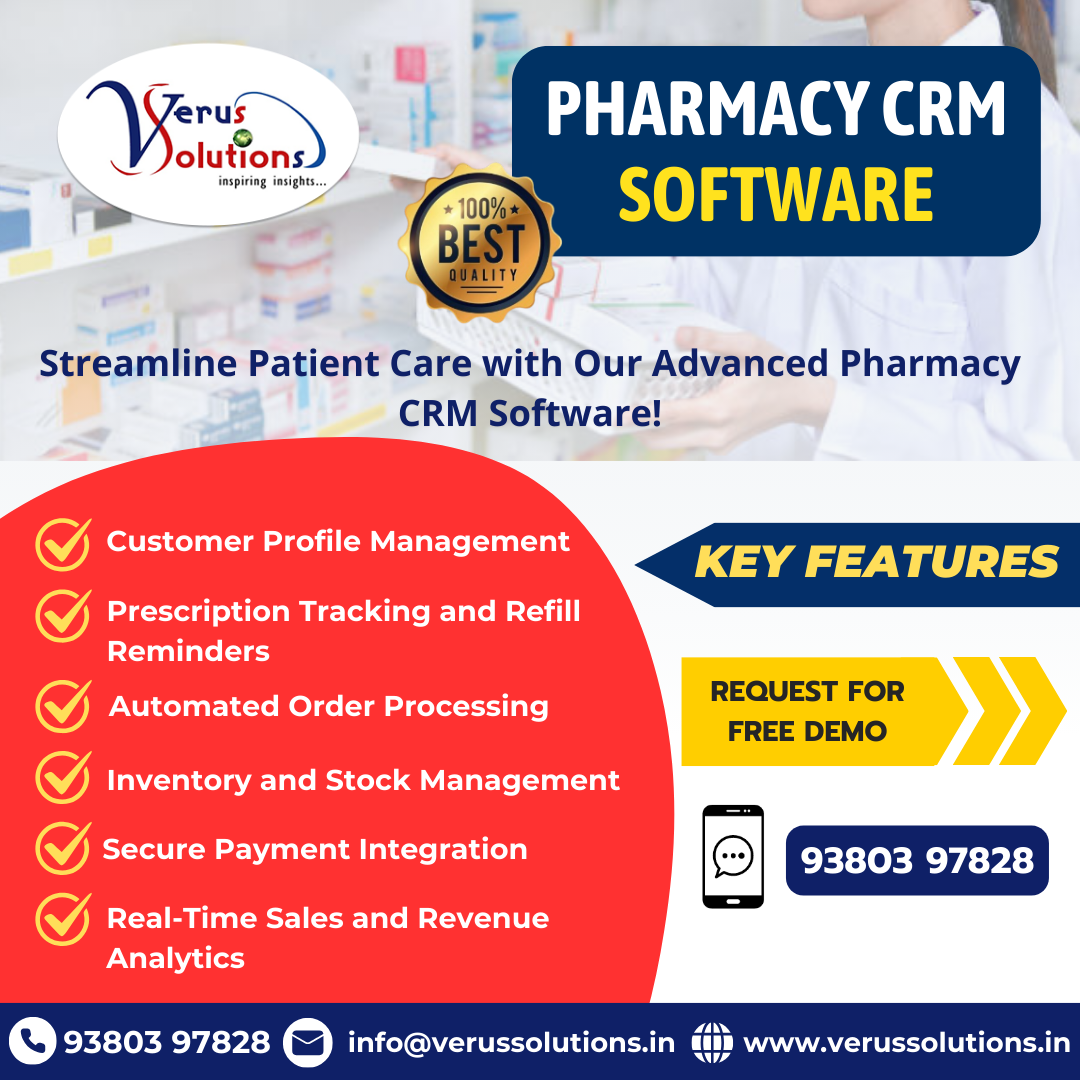 Verus
Solutions
inspiring insights...
PHARMACY CRM
SOFTWARE
★ 100% ★
BEST
QUALITY
Streamline Patient Care with Our Advanced Pharmacy
CRM Software!
Customer Profile Management
Prescription Tracking and Refill
Reminders
Automated Order Processing
Inventory and Stock Management
Secure Payment Integration
Real-Time Sales and Revenue
Analytics
KEY FEATURES
REQUEST FOR
FREE DEMO
93803 97828
93803 97828 info@verussolutions.in www.verussolutions.in